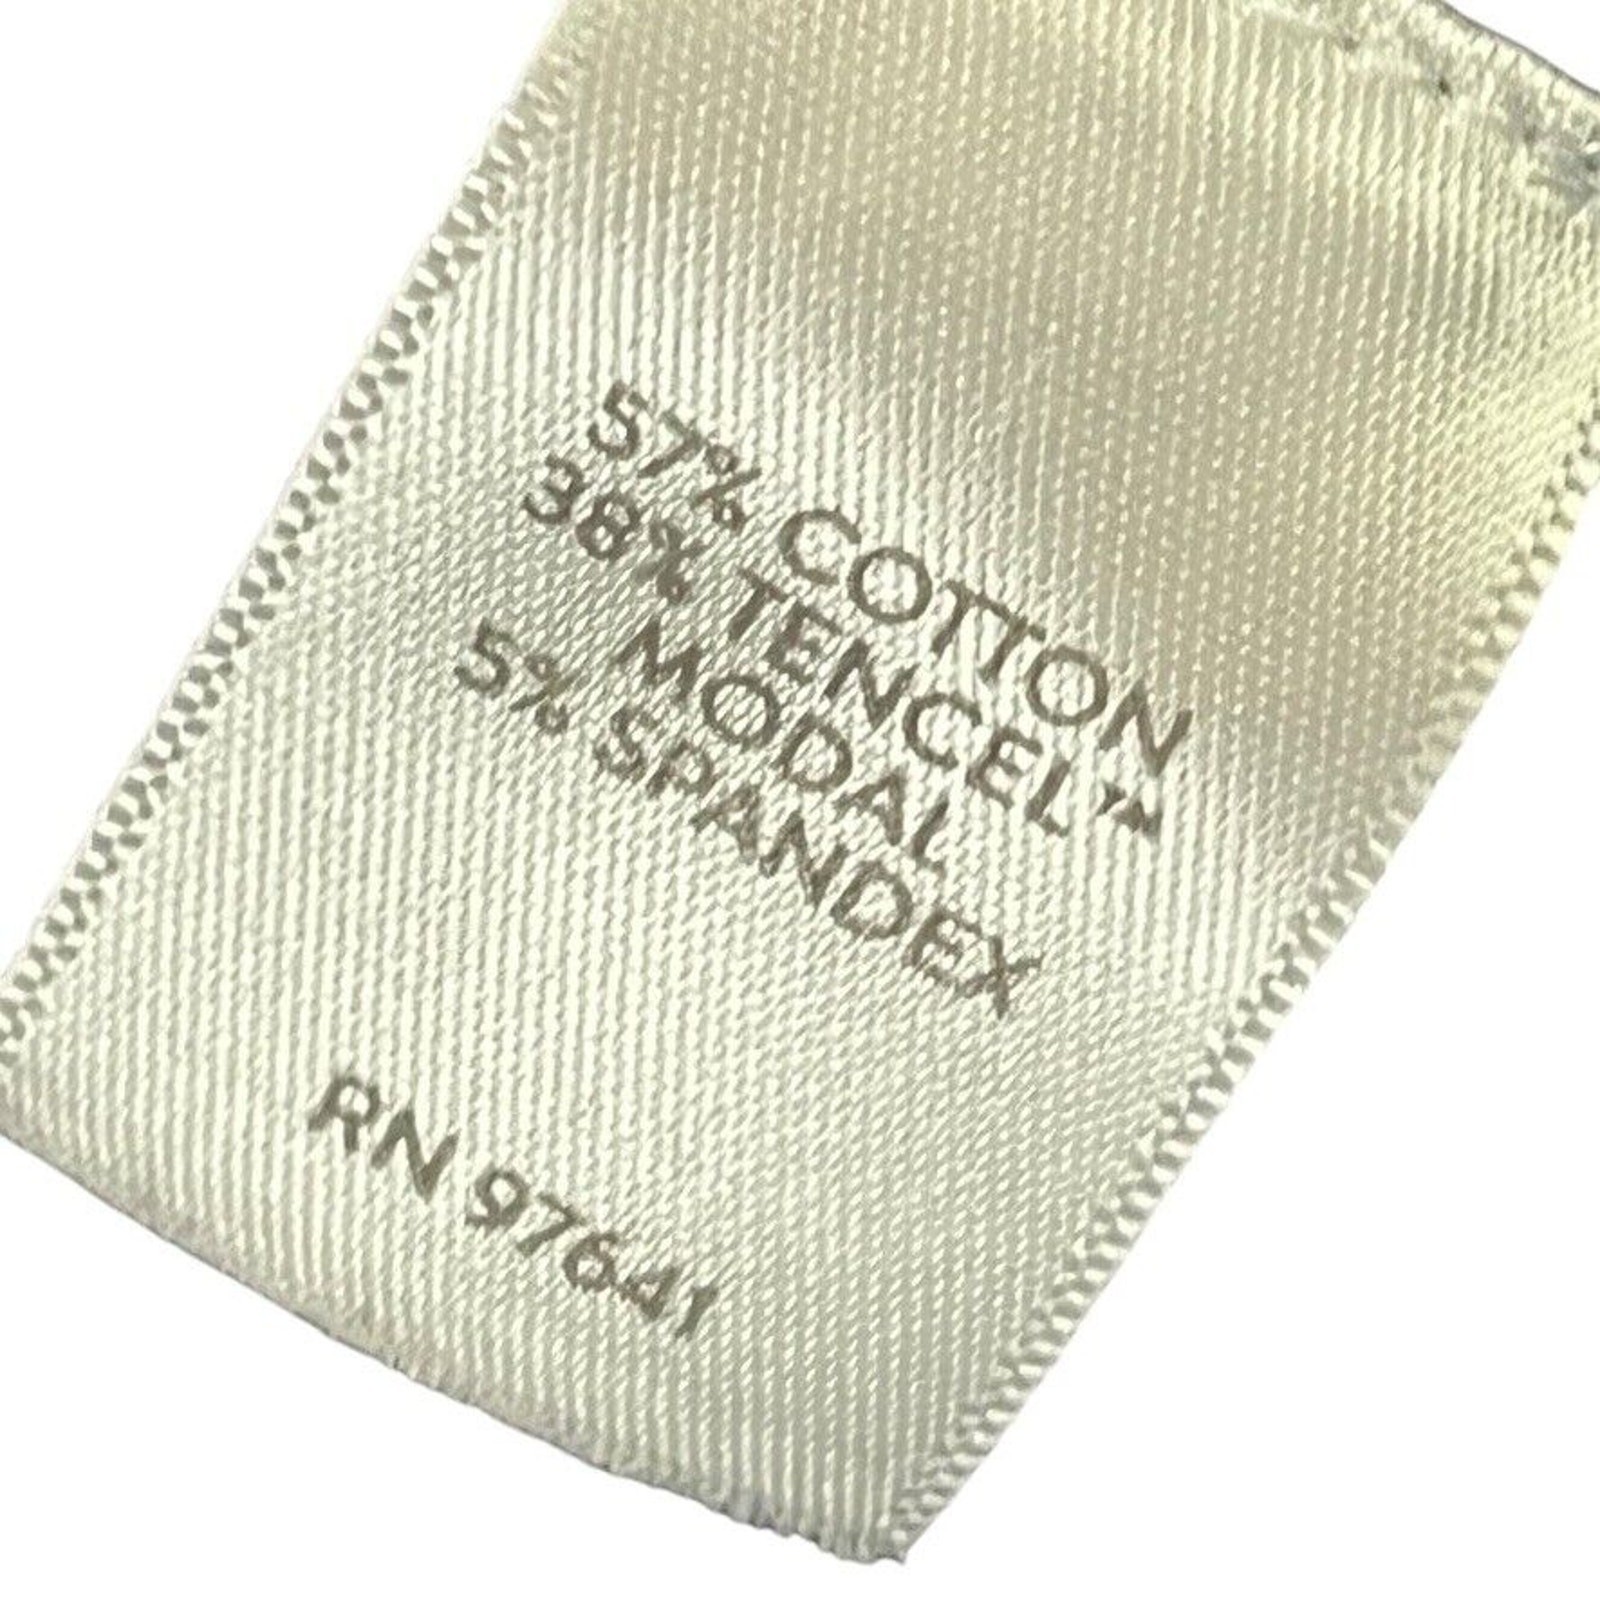 57% COTTON
38% TENCEL™
MODAL
5% SPANDEX
RN 97641